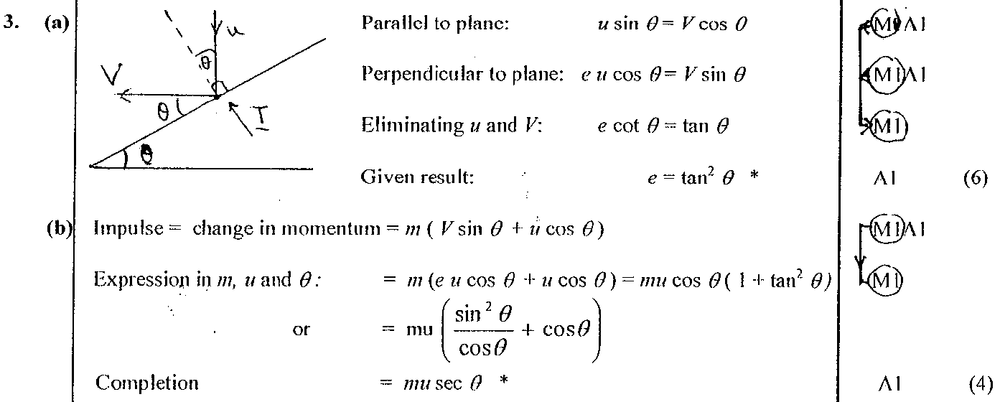 3. (a) Parallel to plane: u sin θ = V cos θ M1 A1
u
θ
V
Perpendicular to plane: e u cos θ = V sin θ M1 A1
θ
I
Eliminating u and V: e cot θ = tan θ M1
θ
Given result: e = tan² θ * A1 (6)
(b) Impulse = change in momentum = m ( V sin θ + u cos θ ) M1 A1
Expression in m, u and θ : = m (e u cos θ + u cos θ ) = mu cos θ ( 1 + tan² θ ) M1
or = mu ( sin² θ / cos θ + cos θ )
Completion = mu sec θ * A1 (4)